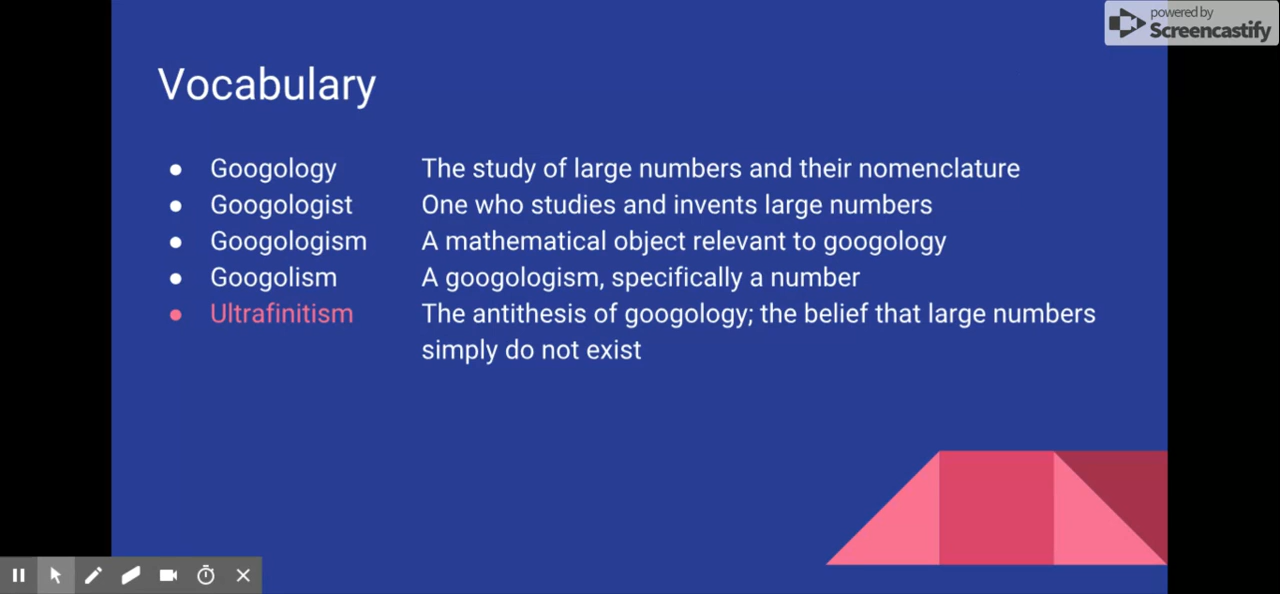 powered by
Screencastify
Vocabulary
● Googology The study of large numbers and their nomenclature
● Googologist One who studies and invents large numbers
● Googologism A mathematical object relevant to googology
● Googolism A googologism, specifically a number
● Ultrafinitism The antithesis of googology; the belief that large numbers
simply do not exist